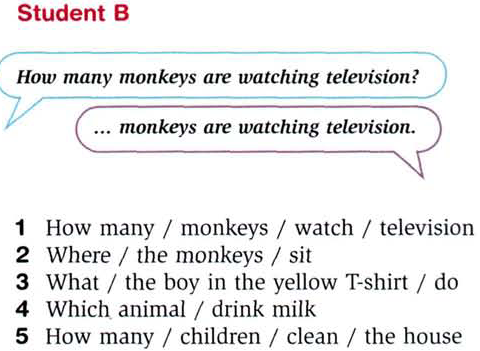 Student B
How many monkeys are watching television?
... monkeys are watching television.
1 How many / monkeys / watch / television
2 Where / the monkeys / sit
3 What / the boy in the yellow T-shirt / do
4 Which animal / drink milk
5 How many / children / clean / the house